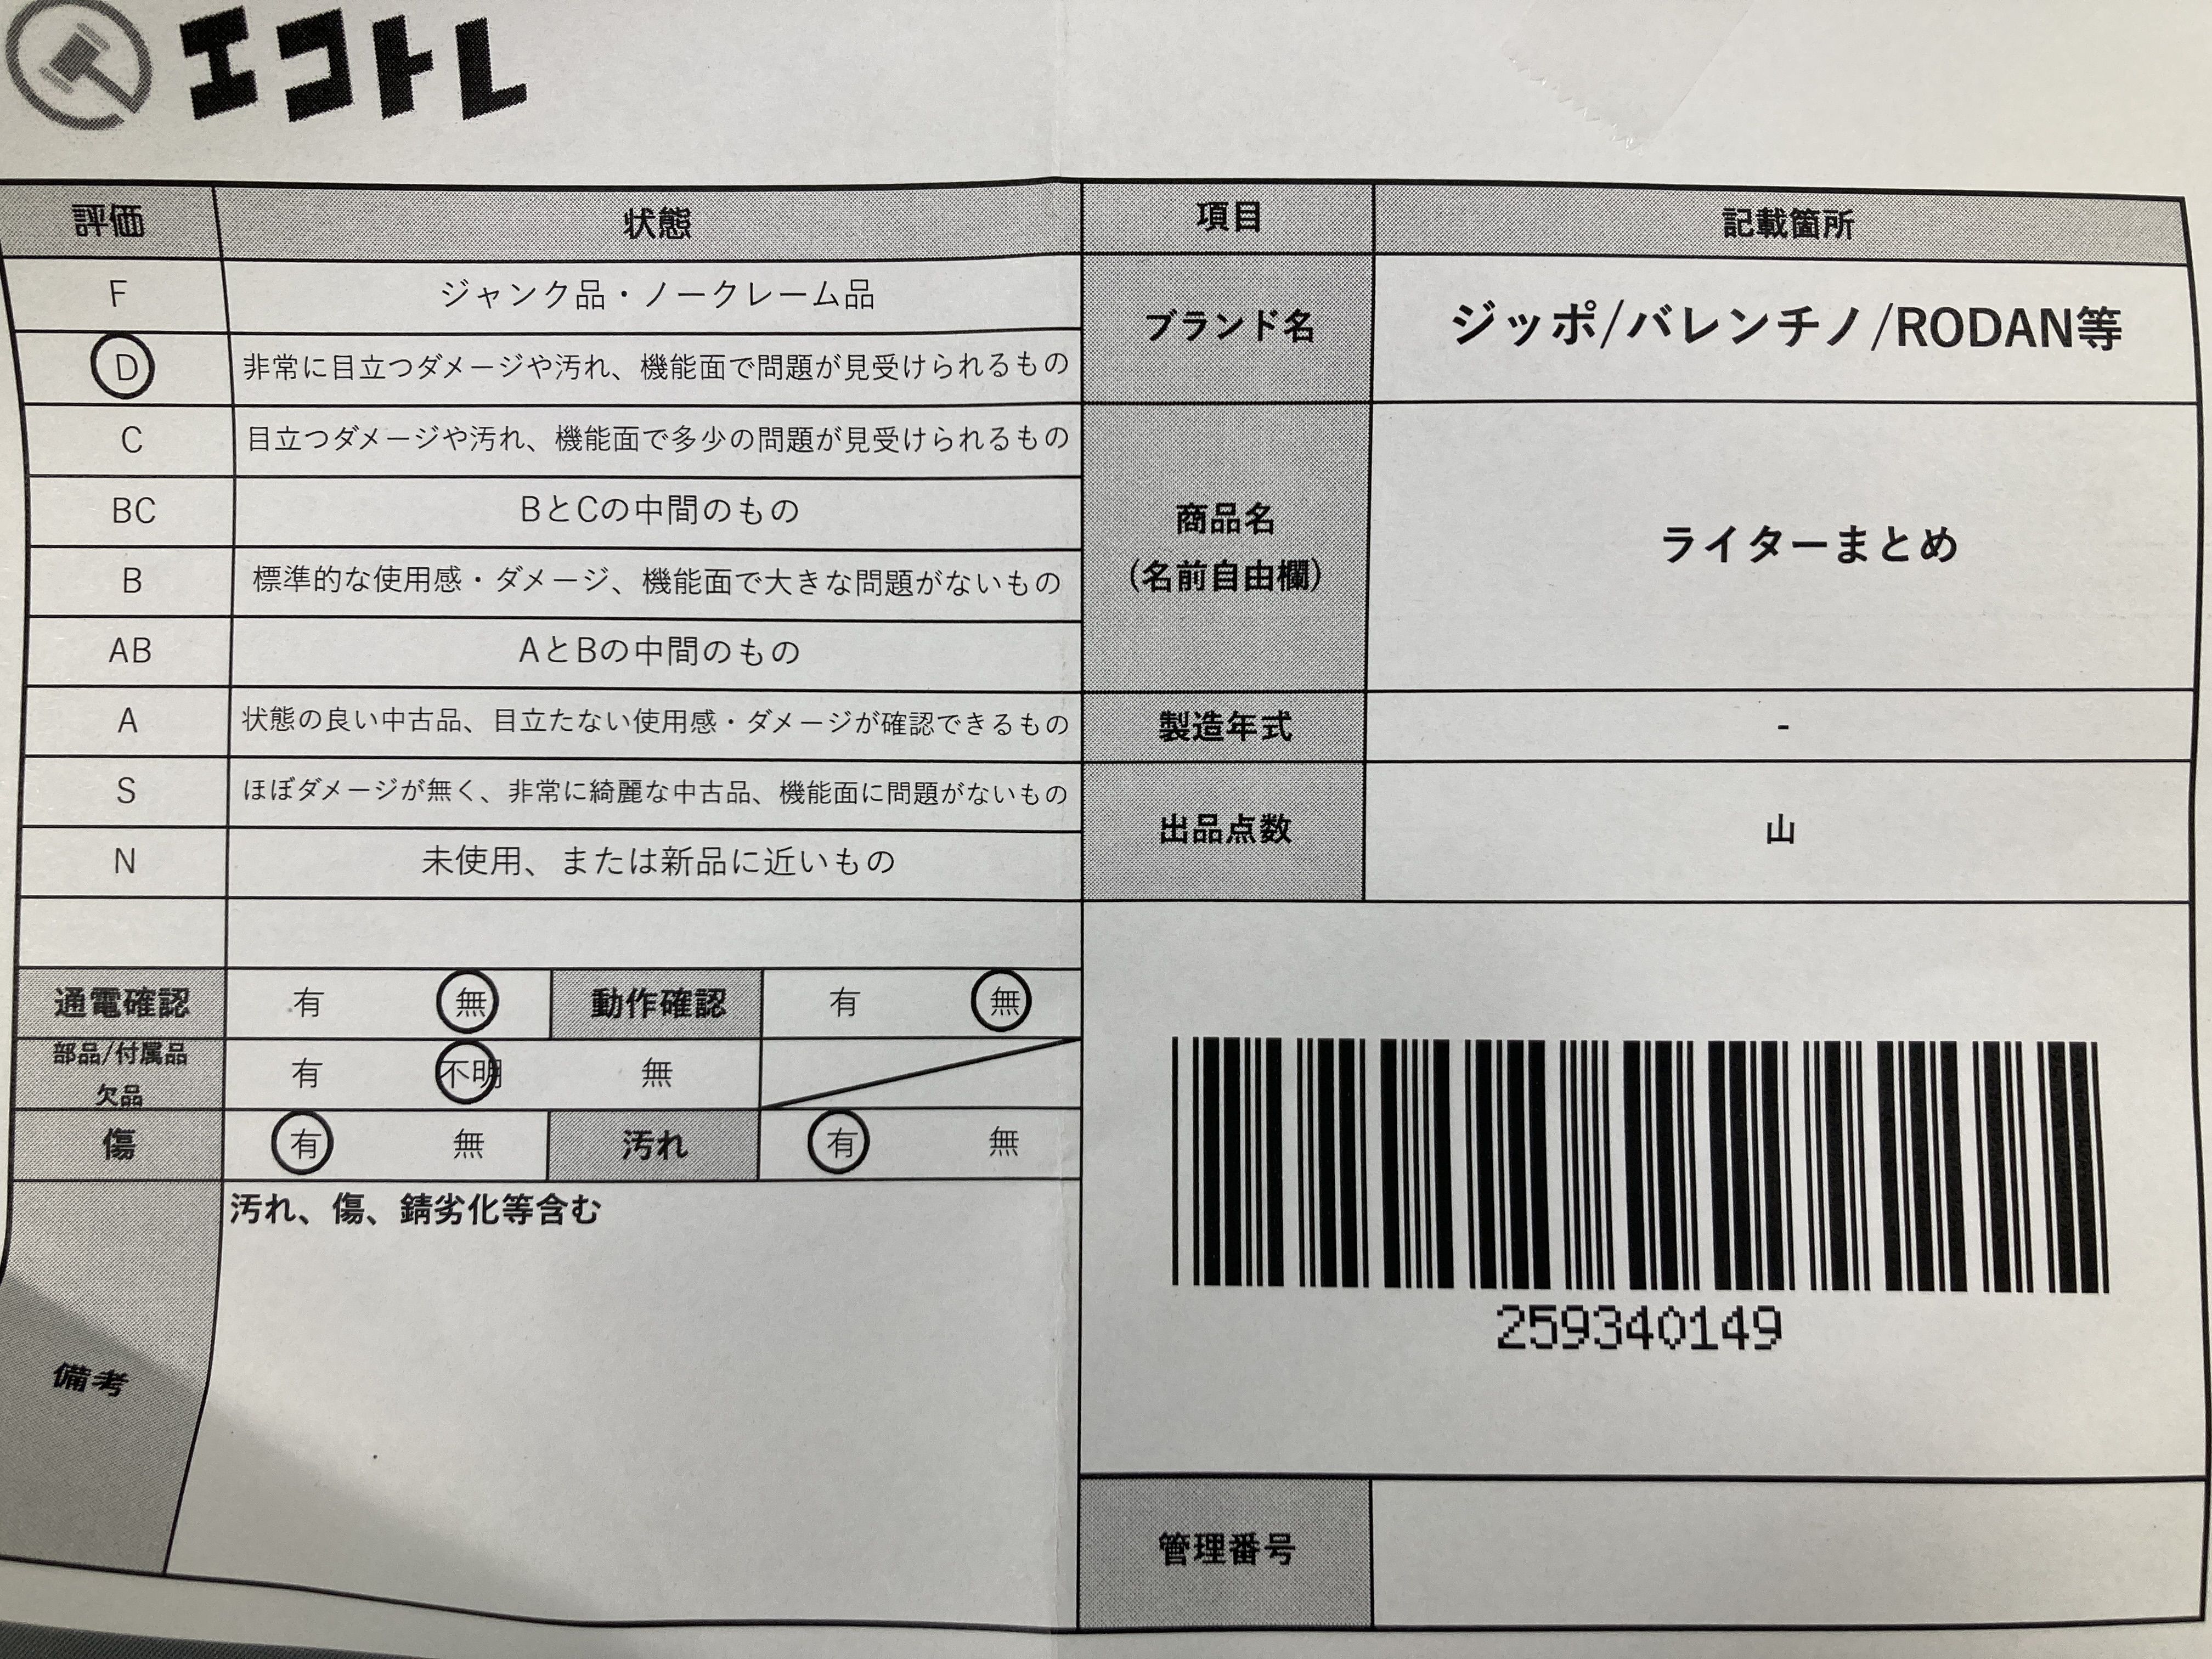 エコトレ
評価 状態
F ジャンク品・ノークレーム品
D 非常に目立つダメージや汚れ、機能面で問題が見受けられるもの
C 目立つダメージや汚れ、機能面で多少の問題が見受けられるもの
BC BとCの中間のもの
B 標準的な使用感・ダメージ、機能面で大きな問題がないもの
AB AとBの中間のもの
A 状態の良い中古品、目立たない使用感・ダメージが確認できるもの
S ほぼダメージが無く、非常に綺麗な中古品、機能面に問題がないもの
N 未使用、または新品に近いもの
通電確認 有 無 動作確認 有 無
部品/付属品
欠品 有 不明 無
傷 有 無 汚れ 有 無
備考 汚れ、傷、錆劣化等含む
項目 記載箇所
ブランド名 ジッポ/バレンチノ/RODAN等
商品名
（名前自由欄） ライターまとめ
製造年式 -
出品点数 山
259340149
管理番号